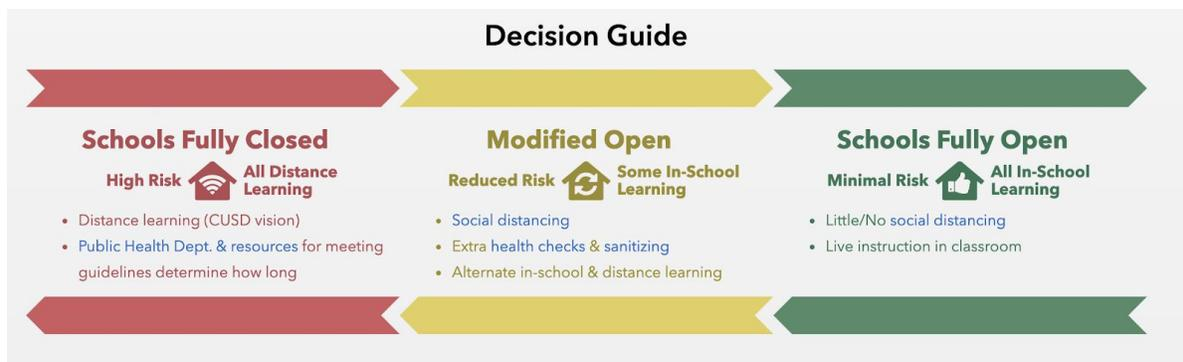 Decision Guide
Schools Fully Closed
High Risk
All Distance
Learning
• Distance learning (CUSD vision)
• Public Health Dept. & resources for meeting
guidelines determine how long
Modified Open
Reduced Risk
Some In-School
Learning
• Social distancing
• Extra health checks & sanitizing
• Alternate in-school & distance learning
Schools Fully Open
Minimal Risk
All In-School
Learning
• Little/No social distancing
• Live instruction in classroom